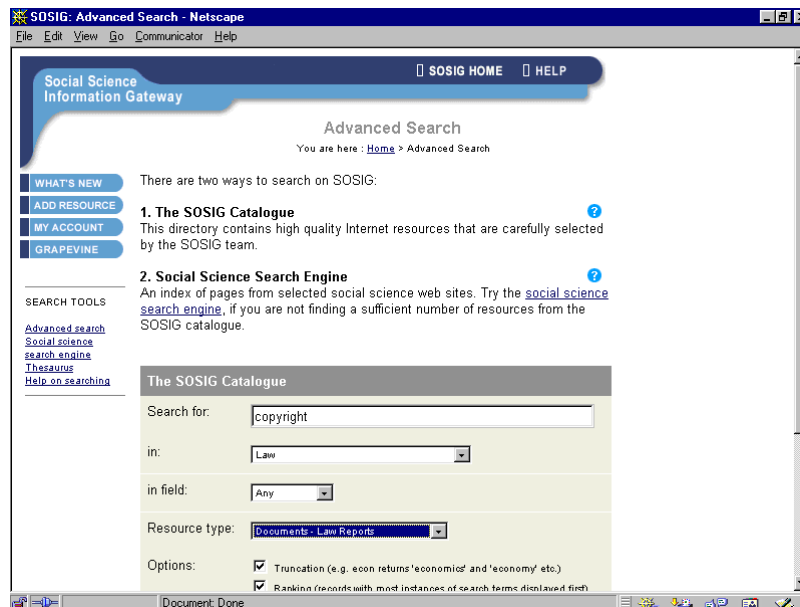 SOSIG: Advanced Search - Netscape
File Edit View Go Communicator Help
Social Science
Information Gateway
SOSIG HOME HELP
Advanced Search
You are here : Home > Advanced Search
WHAT'S NEW
ADD RESOURCE
MY ACCOUNT
GRAPEVINE
SEARCH TOOLS
Advanced search
Social science
search engine
Thesaurus
Help on searching
There are two ways to search on SOSIG:
1. The SOSIG Catalogue ?
This directory contains high quality Internet resources that are carefully selected
by the SOSIG team.
2. Social Science Search Engine ?
An index of pages from selected social science web sites. Try the social science
search engine, if you are not finding a sufficient number of resources from the
SOSIG catalogue.
The SOSIG Catalogue
Search for: copyright
in: Law
in field: Any
Resource type: Documents - Law Reports
Options: Truncation (e.g. econ returns 'economics' and 'economy' etc.)
Ranking (records with most instances of search terms displayed first)
Document: Done